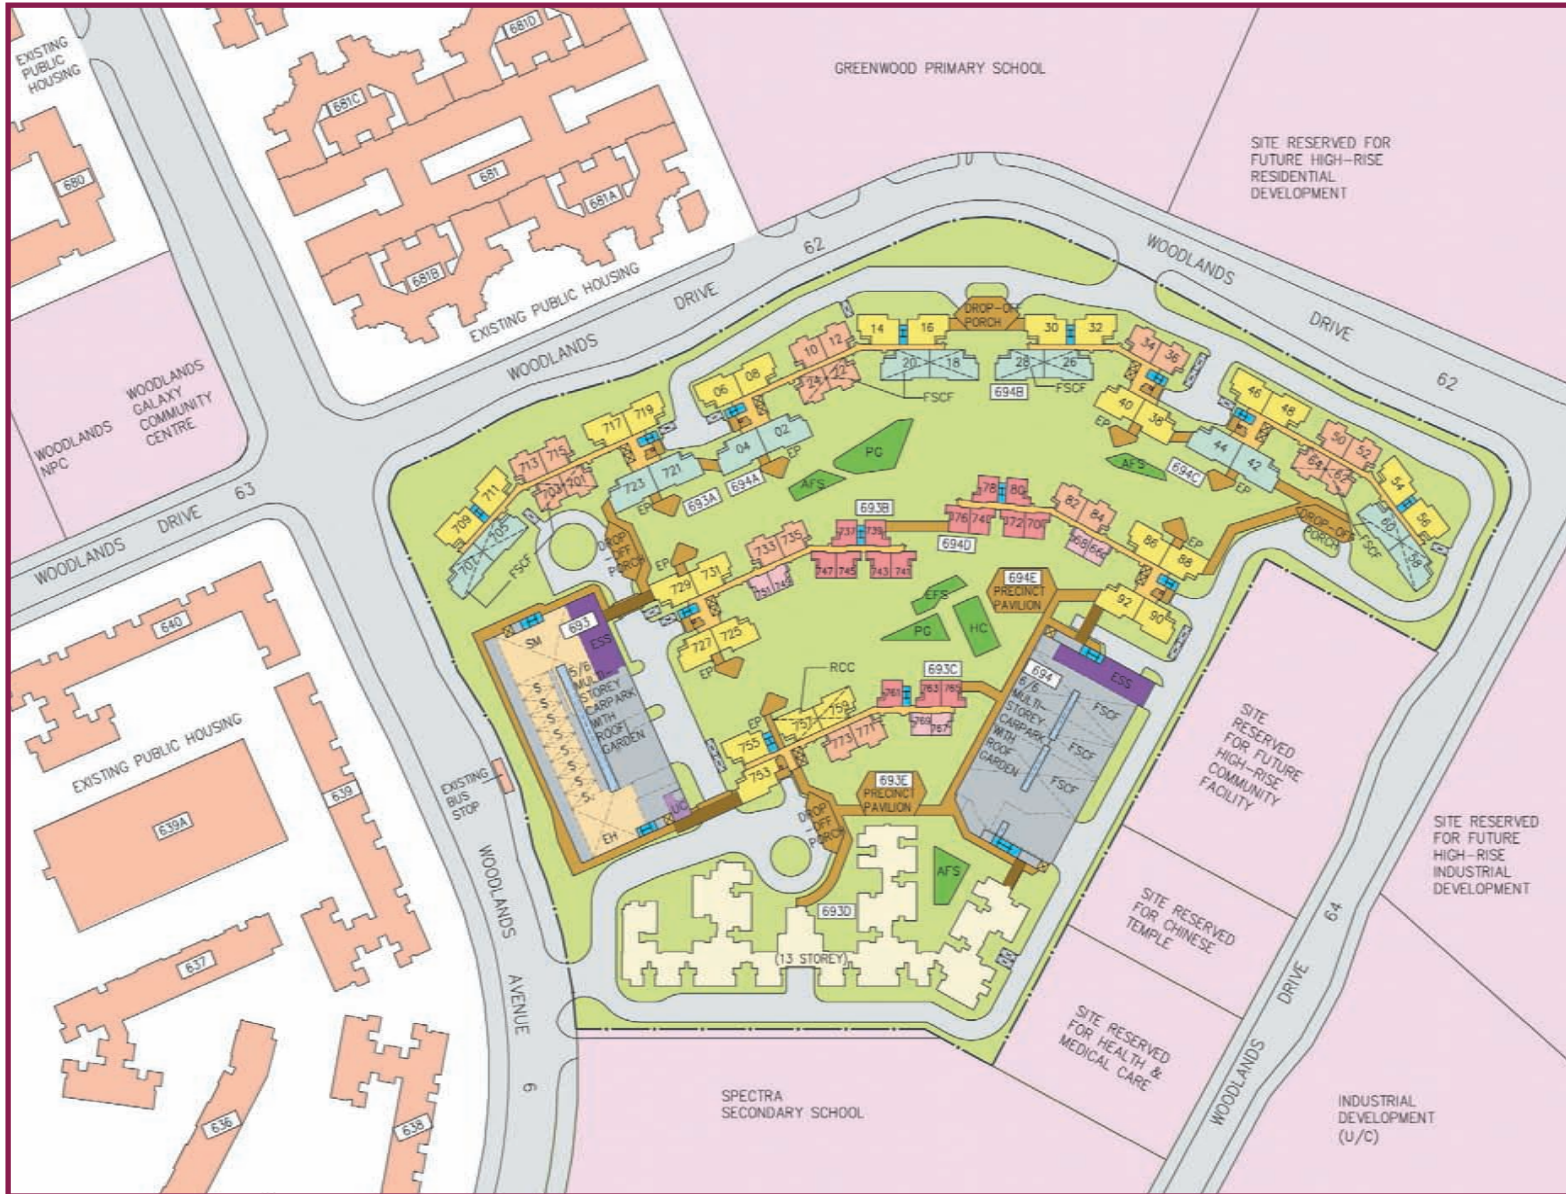 EXISTING
PUBLIC
HOUSING
681D
GREENWOOD PRIMARY SCHOOL
681C
SITE RESERVED FOR
FUTURE HIGH-RISE
RESIDENTIAL
DEVELOPMENT
680
681
681A
681B
EXISTING PUBLIC HOUSING
WOODLANDS
DRIVE
62
WOODLANDS
DRIVE
62
WOODLANDS
NPC
WOODLANDS
GALAXY
COMMUNITY
CENTRE
WOODLANDS DRIVE 63
DROP-OFF
PORCH
14
16
30
32
10
12
34
36
20
18
28
26
24
22
FSCF
694B
FSCF
06
08
40
38
46
48
04
02
EP
EP
44
42
50
52
717
719
694A
PG
AFS
AFS
694C
EP
64
62
54
56
713
715
723
721
693A
EP
703
701
DROP-OFF
PORCH
FSCF
60
58
709
711
707
705
FSCF
693B
78
80
76
74
72
70
82
84
68
66
694D
86
88
EP
DROP
OFF
PORCH
EP
733
735
737
739
747
745
743
741
751
749
729
731
727
725
EP
92
90
694E
PRECINCT
PAVILION
EFS
PG
HC
SM
693
ESS
5/6
MULTI-
STOREY
CARPARK
WITH
ROOF
GARDEN
S
S
S
S
S
S
S
S
EH
UC
RCC
693C
761
763
765
769
767
757
759
773
771
755
753
EP
694
6/6
MULTI-
STOREY
CARPARK
WITH
ROOF
GARDEN
ESS
FSCF
FSCF
FSCF
693E
PRECINCT
PAVILION
DROP
OFF
PORCH
AFS
693D
(13 STOREY)
640
EXISTING PUBLIC HOUSING
639
639A
637
636
638
EXISTING
BUS
STOP
WOODLANDS
AVENUE
6
SITE
RESERVED
FOR FUTURE
HIGH-RISE
COMMUNITY
FACILITY
SITE RESERVED
FOR FUTURE
HIGH-RISE
INDUSTRIAL
DEVELOPMENT
SITE RESERVED
FOR CHINESE
TEMPLE
SITE RESERVED
FOR HEALTH &
MEDICAL CARE
WOODLANDS
DRIVE
64
SPECTRA
SECONDARY SCHOOL
INDUSTRIAL
DEVELOPMENT
(U/C)